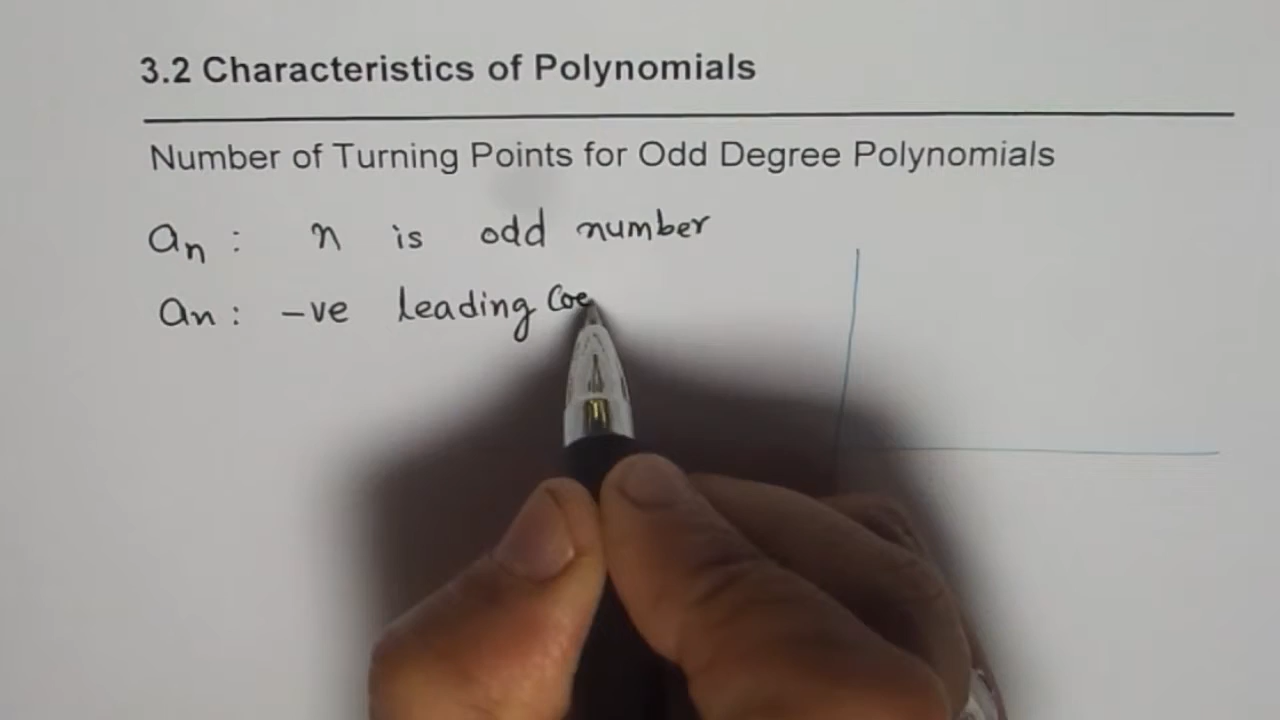 3.2 Characteristics of Polynomials
Number of Turning Points for Odd Degree Polynomials
an : n is odd number
an : -ve leading Coe